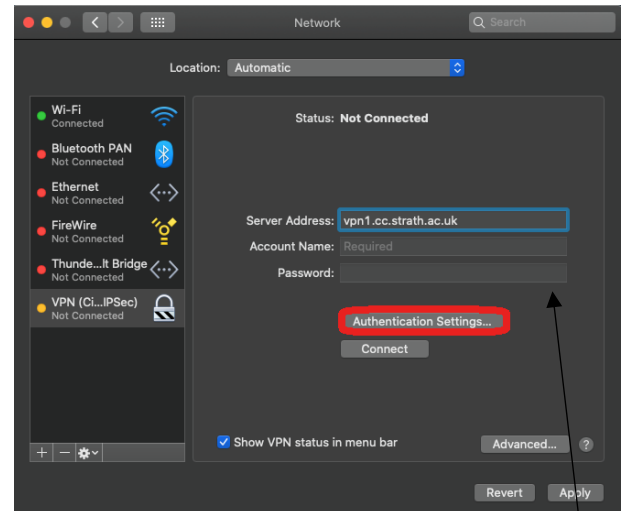 Network
Search
Location: Automatic
Wi-Fi
Connected
Bluetooth PAN
Not Connected
Ethernet
Not Connected
FireWire
Not Connected
Thunde...lt Bridge
Not Connected
VPN (Ci...IPSec)
Not Connected
Status: Not Connected
Server Address: vpn1.cc.strath.ac.uk
Account Name: Required
Password:
Authentication Settings...
Connect
Show VPN status in menu bar
Advanced...
?
Revert
Apply